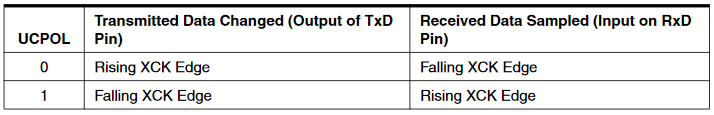 UCPOL Transmitted Data Changed (Output of TxD Pin) Received Data Sampled (Input on RxD Pin)
0 Rising XCK Edge Falling XCK Edge
1 Falling XCK Edge Rising XCK Edge